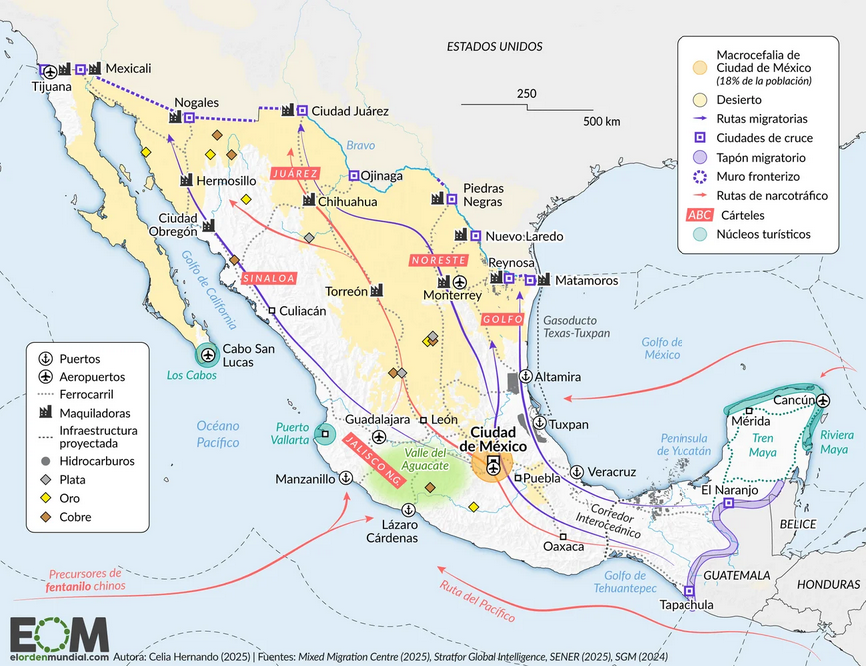 ESTADOS UNIDOS
250
500 km
Macrocefalia de
Ciudad de México
(18% de la población)
Desierto
Rutas migratorias
Ciudades de cruce
Tapón migratorio
Muro fronterizo
Rutas de narcotráfico
ABC Cárteles
Núcleos turísticos
Mexicali
Tijuana
Nogales
Ciudad Juárez
Bravo
JUÁREZ
Ojinaga
Hermosillo
Chihuahua
Piedras
Negras
Ciudad
Obregón
Nuevo Laredo
NORESTE
Reynosa
Golfo de California
SINALOA
Torreón
Monterrey
Matamoros
Culiacán
GOLFO
Gasoducto
Texas-Tuxpan
Golfo de
México
Cabo San
Lucas
Los Cabos
Puertos
Aeropuertos
Ferrocarril
Maquiladoras
Infraestructura
proyectada
Hidrocarburos
Plata
Oro
Cobre
Altamira
Océano
Pacífico
Puerto
Vallarta
Guadalajara
León
Tuxpan
Ciudad
de México
Cancún
Mérida
Tren
Maya
Riviera
Maya
Península
de Yucatán
JALISCO NG
Valle del
Aguacate
Manzanillo
Puebla
Veracruz
El Naranjo
Lázaro
Cárdenas
Corredor
Interoceánico
BELICE
Oaxaca
Golfo de
Tehuantepec
GUATEMALA
HONDURAS
Tapachula
Precursores de
fentanilo chinos
Ruta del Pacífico
EOM
elordenmundial.com
Autora: Celia Hernando (2025) | Fuentes: Mixed Migration Centre (2025), Stratfor Global Intelligence, SENER (2025), SGM (2024)